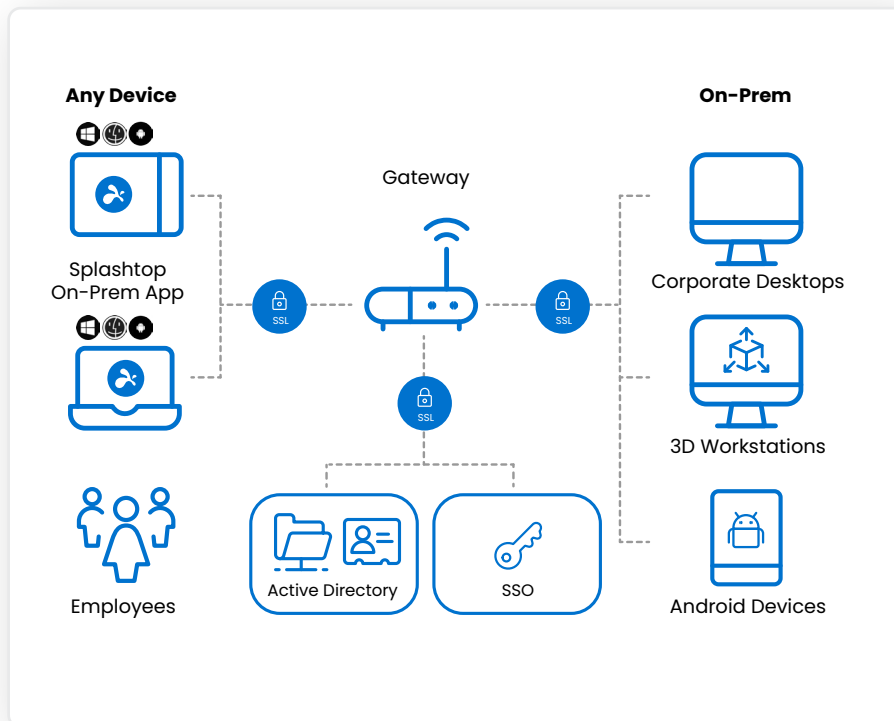 Any Device
On-Prem
Gateway
Splashtop
On-Prem App
Corporate Desktops
SSL
SSL
SSL
3D Workstations
Active Directory
SSO
Employees
Android Devices